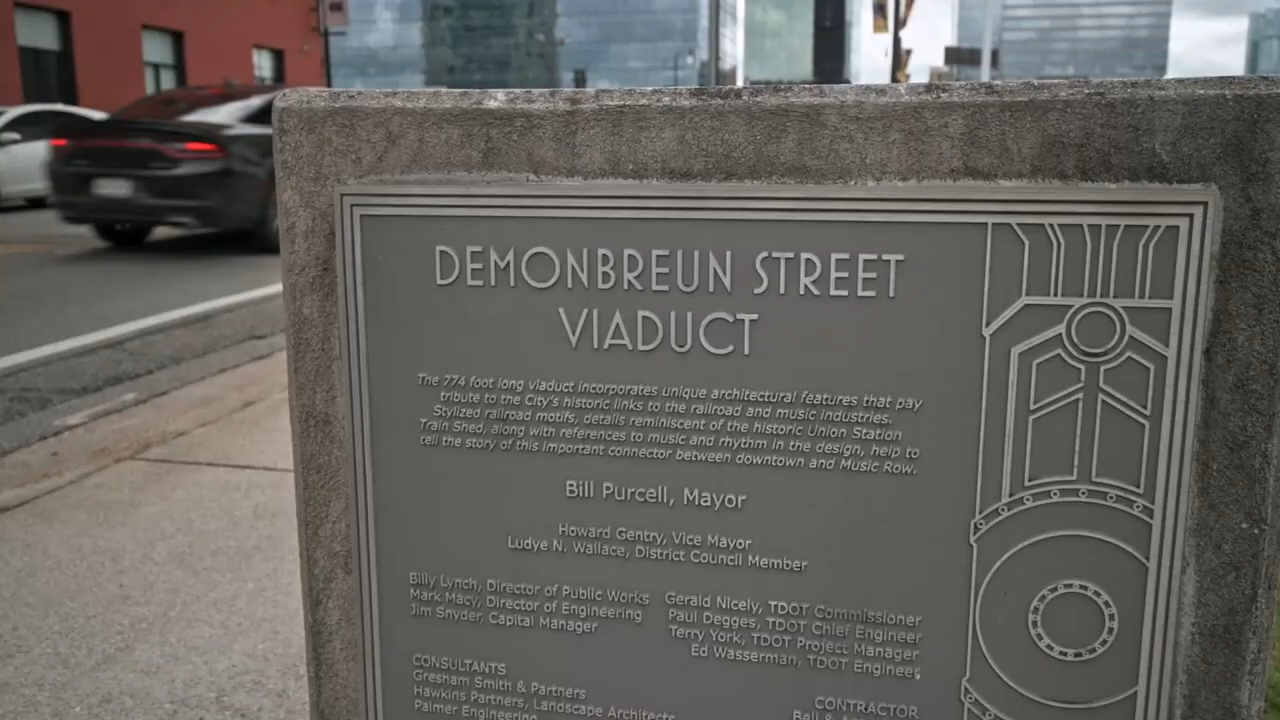 DEMONBREUN STREET
VIADUCT
The 774 foot long viaduct incorporates unique architectural features that pay
tribute to the City's historic links to the railroad and music industries.
Stylized railroad motifs, details reminiscent of the historic Union Station
Train Shed, along with references to music and rhythm in the design, help to
tell the story of this important connector between downtown and Music Row.
Bill Purcell, Mayor
Howard Gentry, Vice Mayor
Ludye N. Wallace, District Council Member
Billy Lynch, Director of Public Works
Mark Macy, Director of Engineering
Jim Snyder, Capital Manager
Gerald Nicely, TDOT Commissioner
Paul Degges, TDOT Chief Engineer
Terry York, TDOT Project Manager
Ed Wasserman, TDOT Engineer
CONSULTANTS
Gresham Smith & Partners
Hawkins Partners, Landscape Architects
Palmer Engineering
CONTRACTOR